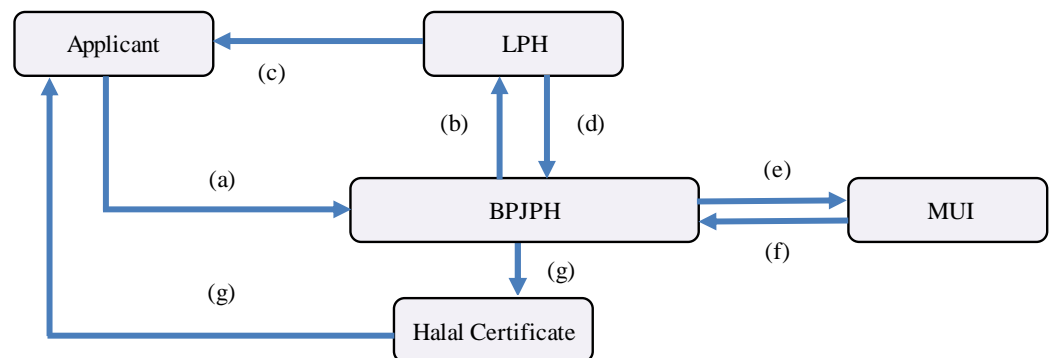 Applicant
LPH
(c)
(b)
(d)
(a)
(e)
BPJPH
MUI
(f)
(g)
(g)
Halal Certificate